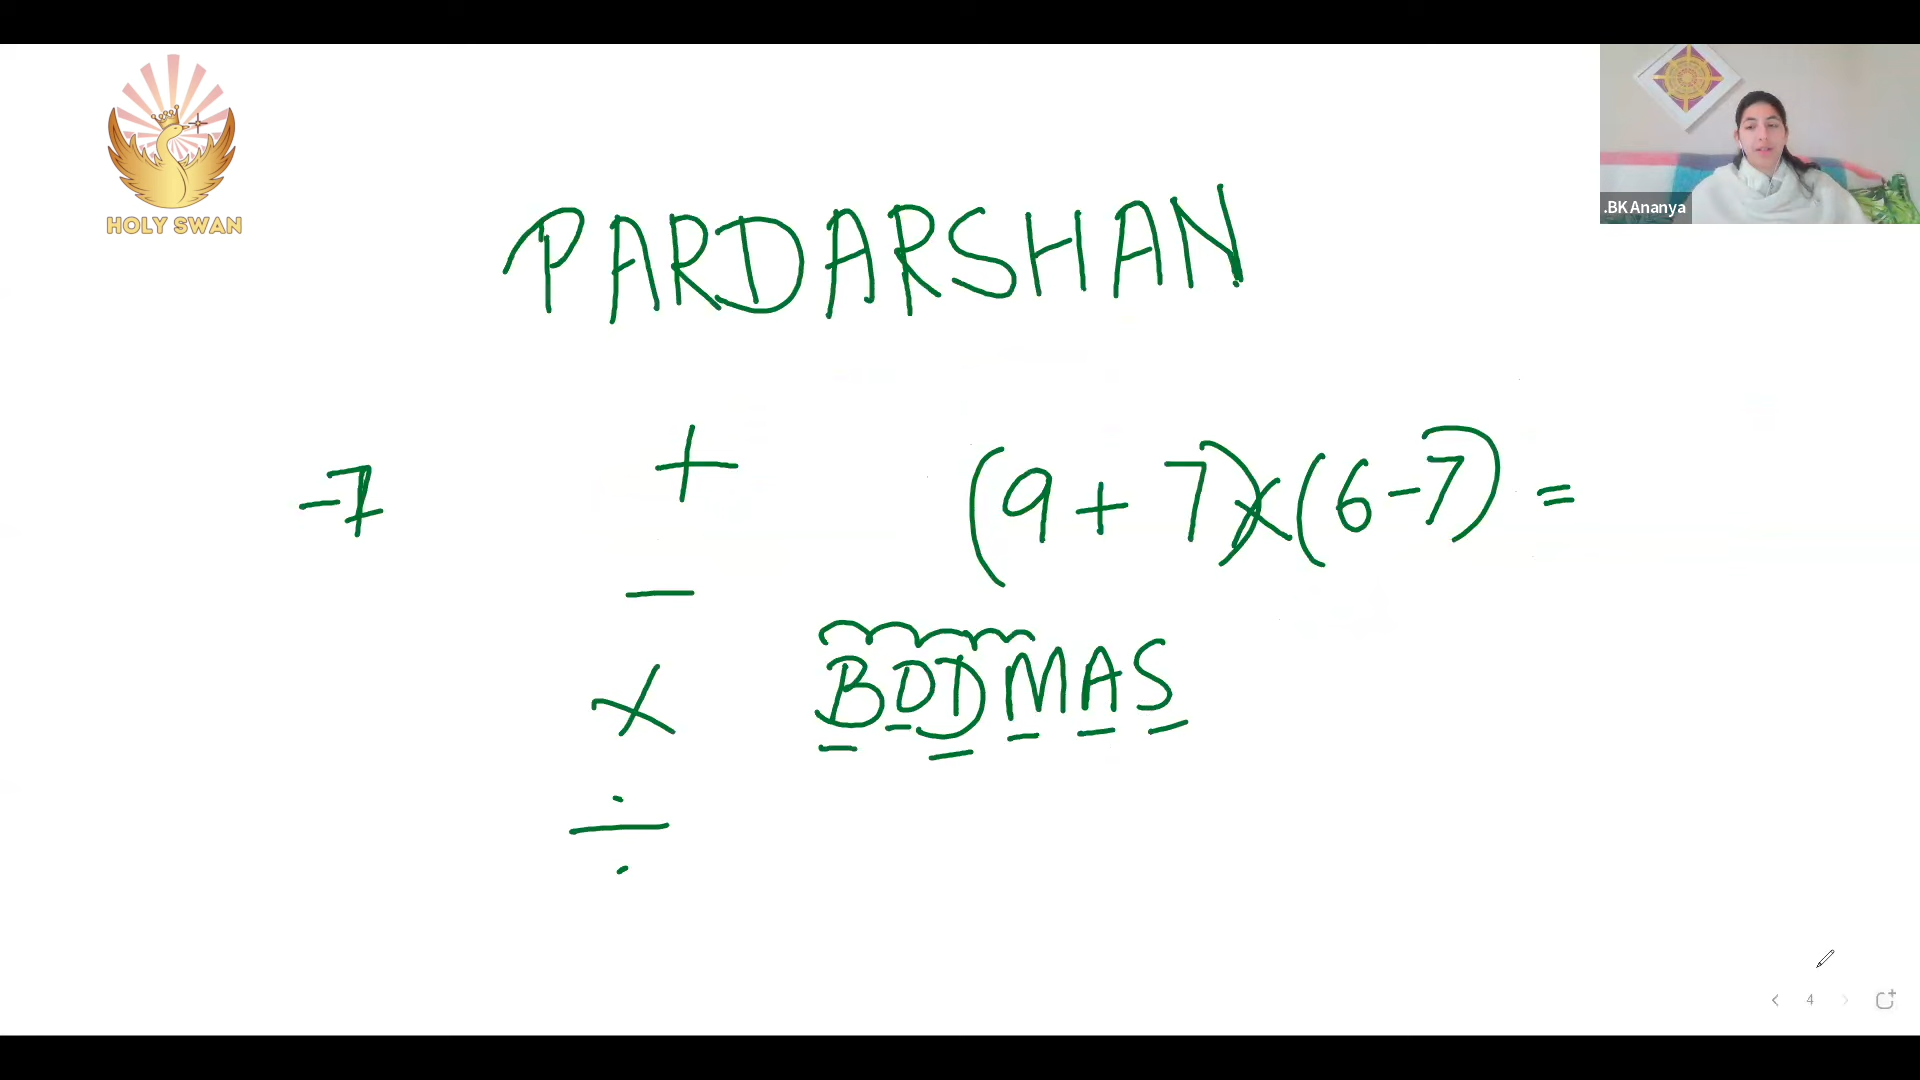 HOLY SWAN
.BK Ananya
PARDARSHAN
-7
+
(9+7)×(6-7)=
-
BODMAS
×
÷
4